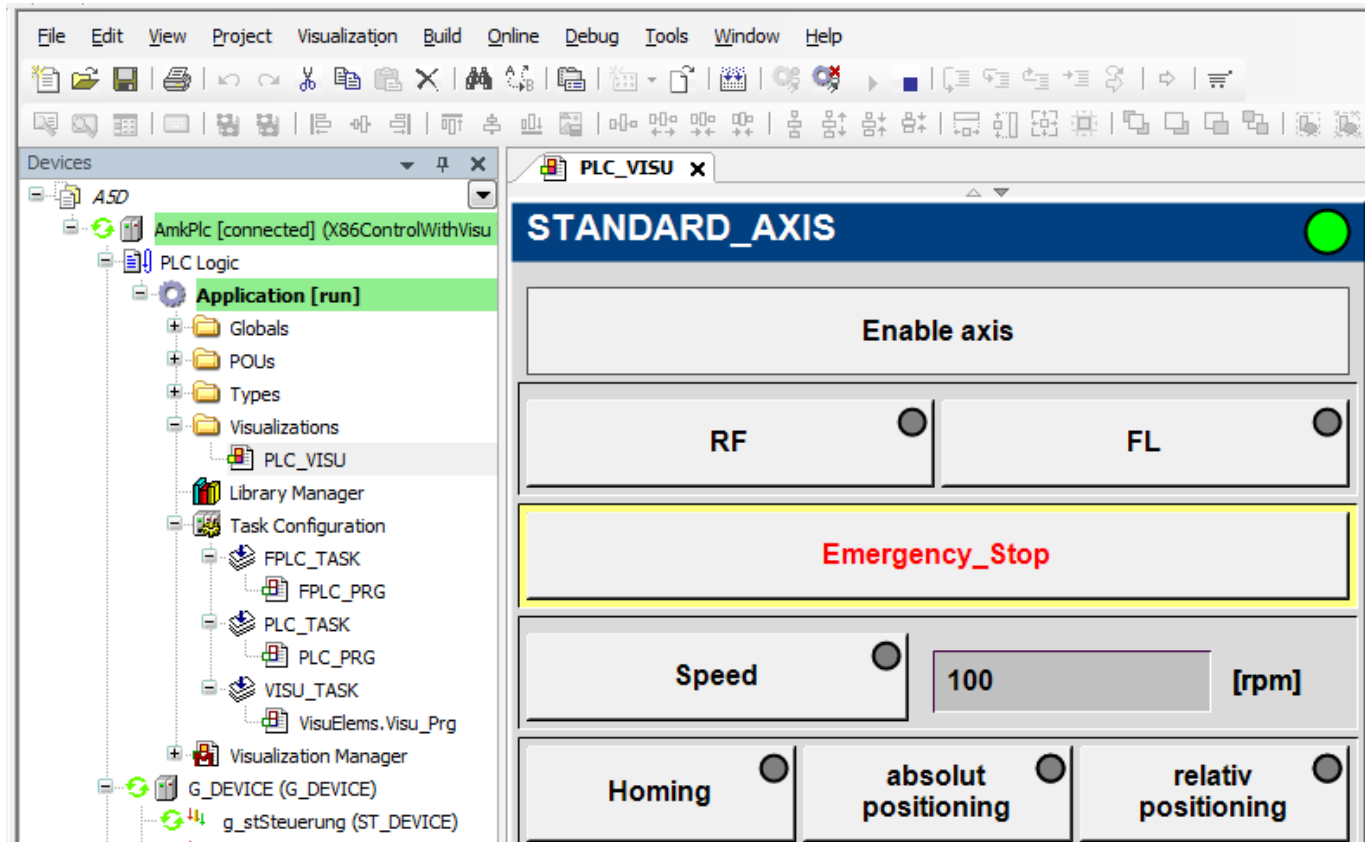 File Edit View Project Visualization Build Online Debug Tools Window Help
Devices
PLC_VISU X
A5D
AmkPlc [connected] (X86ControlWithVisu
PLC Logic
Application [run]
Globals
POUs
Types
Visualizations
PLC_VISU
Library Manager
Task Configuration
FPLC_TASK
FPLC_PRG
PLC_TASK
PLC_PRG
VISU_TASK
VisuElems.Visu_Prg
Visualization Manager
G_DEVICE (G_DEVICE)
g_stSteuerung (ST_DEVICE)
STANDARD_AXIS
Enable axis
RF FL
Emergency_Stop
Speed 100 [rpm]
Homing
absolut
positioning
relativ
positioning